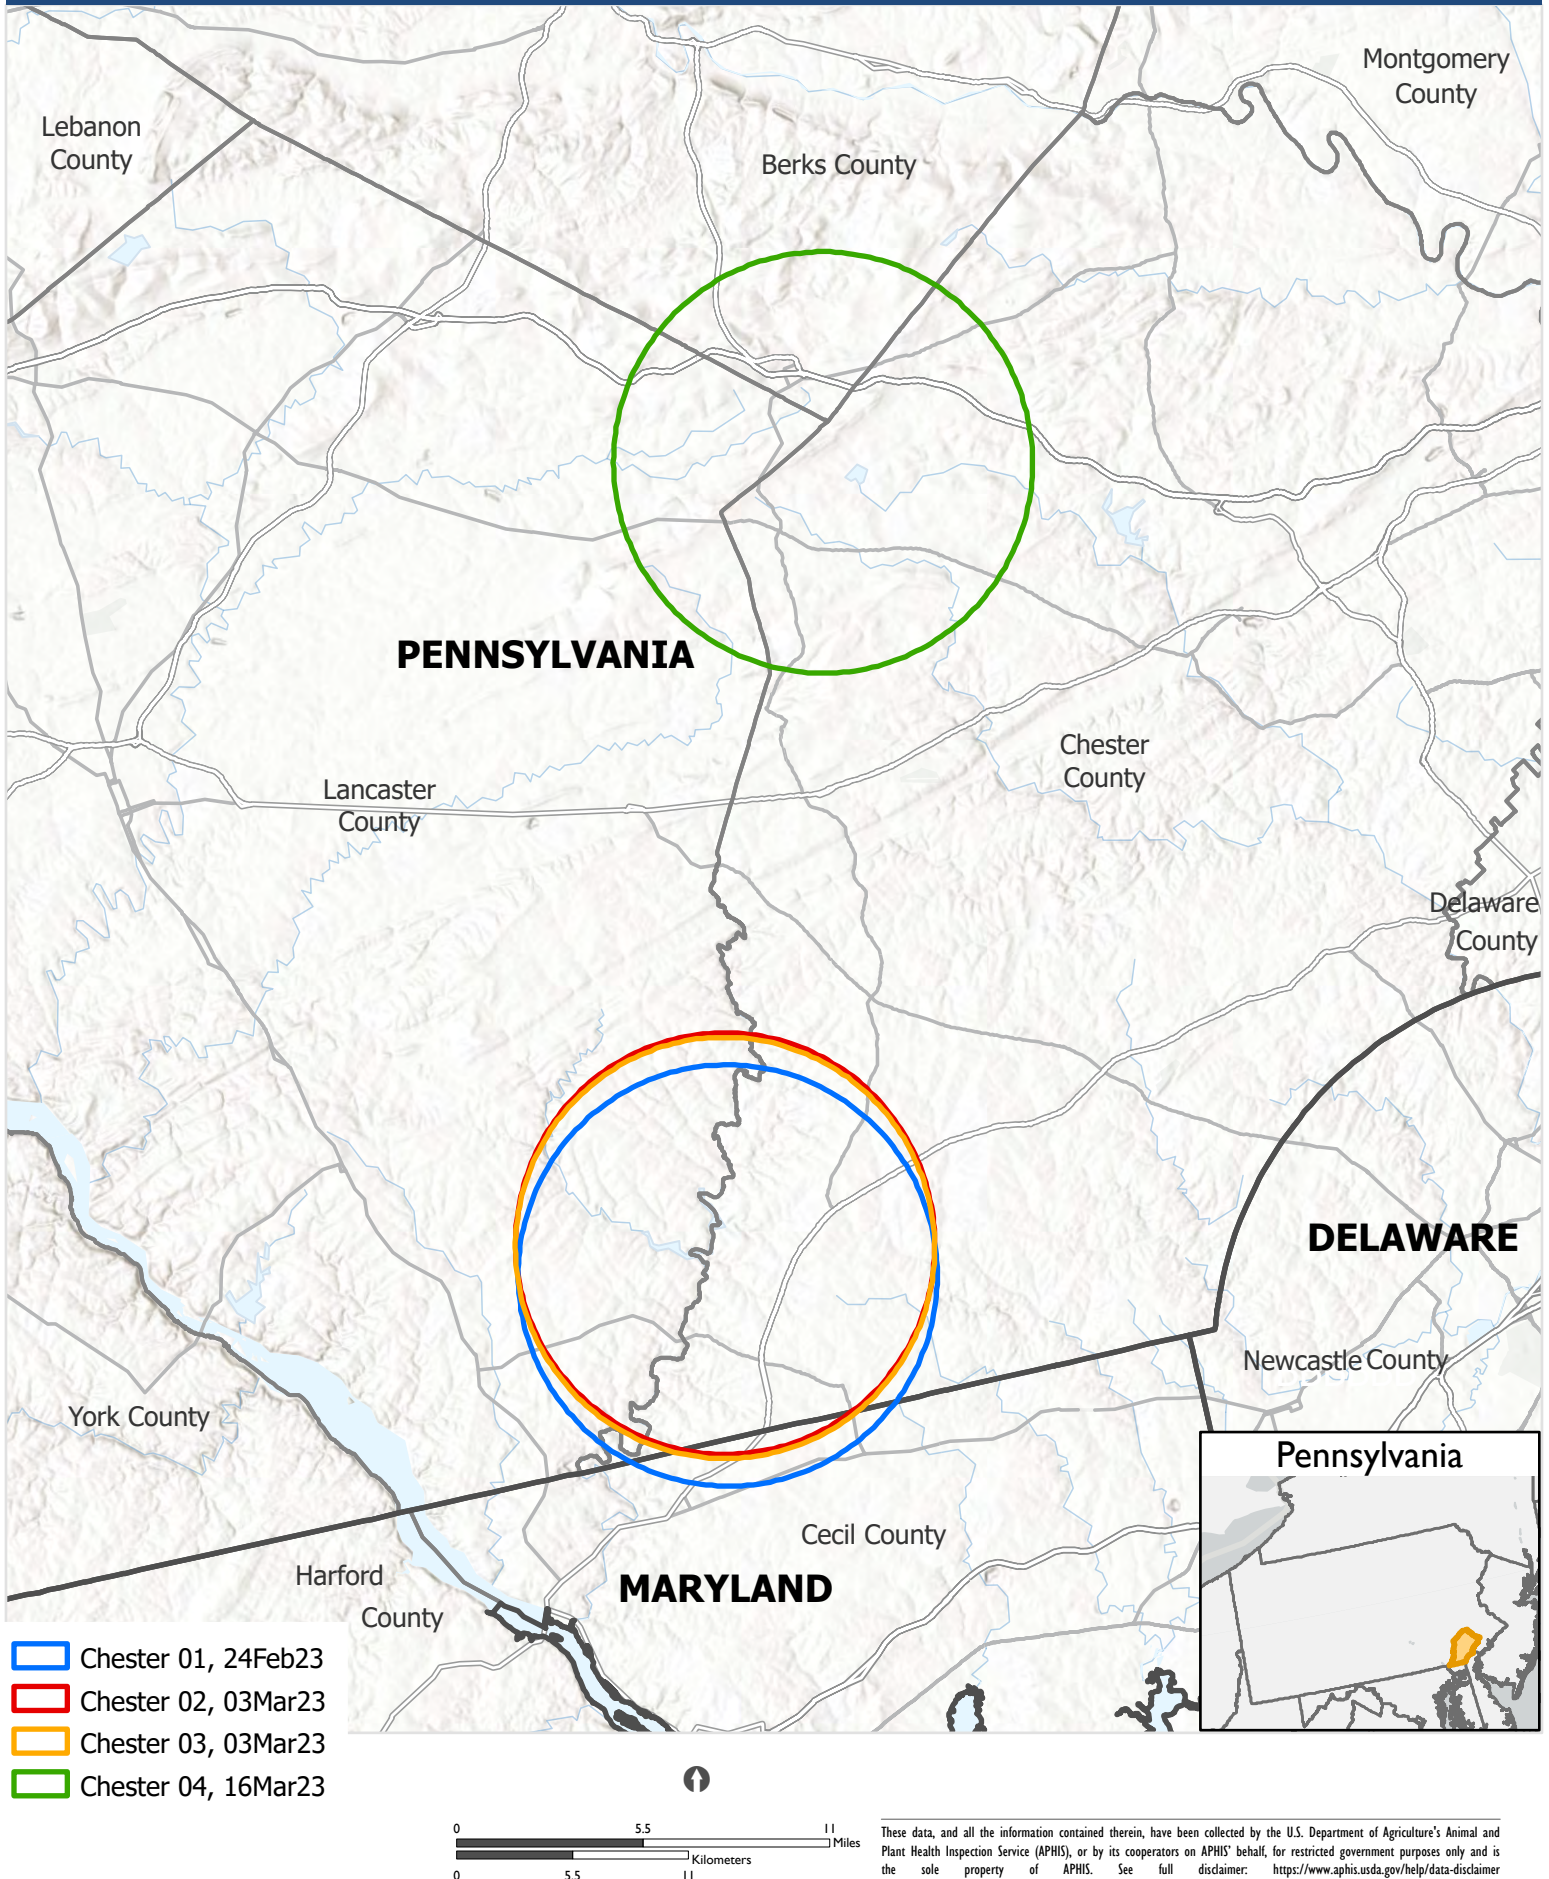 Montgomery
County
Lebanon
County
Berks County
PENNSYLVANIA
Chester
County
Lancaster
County
Delaware
County
DELAWARE
Newcastle County
York County
Pennsylvania
Cecil County
Harford
County
MARYLAND
Chester 01, 24Feb23
Chester 02, 03Mar23
Chester 03, 03Mar23
Chester 04, 16Mar23
0 5.5 11
Miles
Kilometers
0 5.5 11
These data, and all the information contained therein, have been collected by the U.S. Department of Agriculture's Animal and
Plant Health Inspection Service (APHIS), or by its cooperators on APHIS' behalf, for restricted government purposes only and is
the sole property of APHIS. See full disclaimer: https://www.aphis.usda.gov/help/data-disclaimer